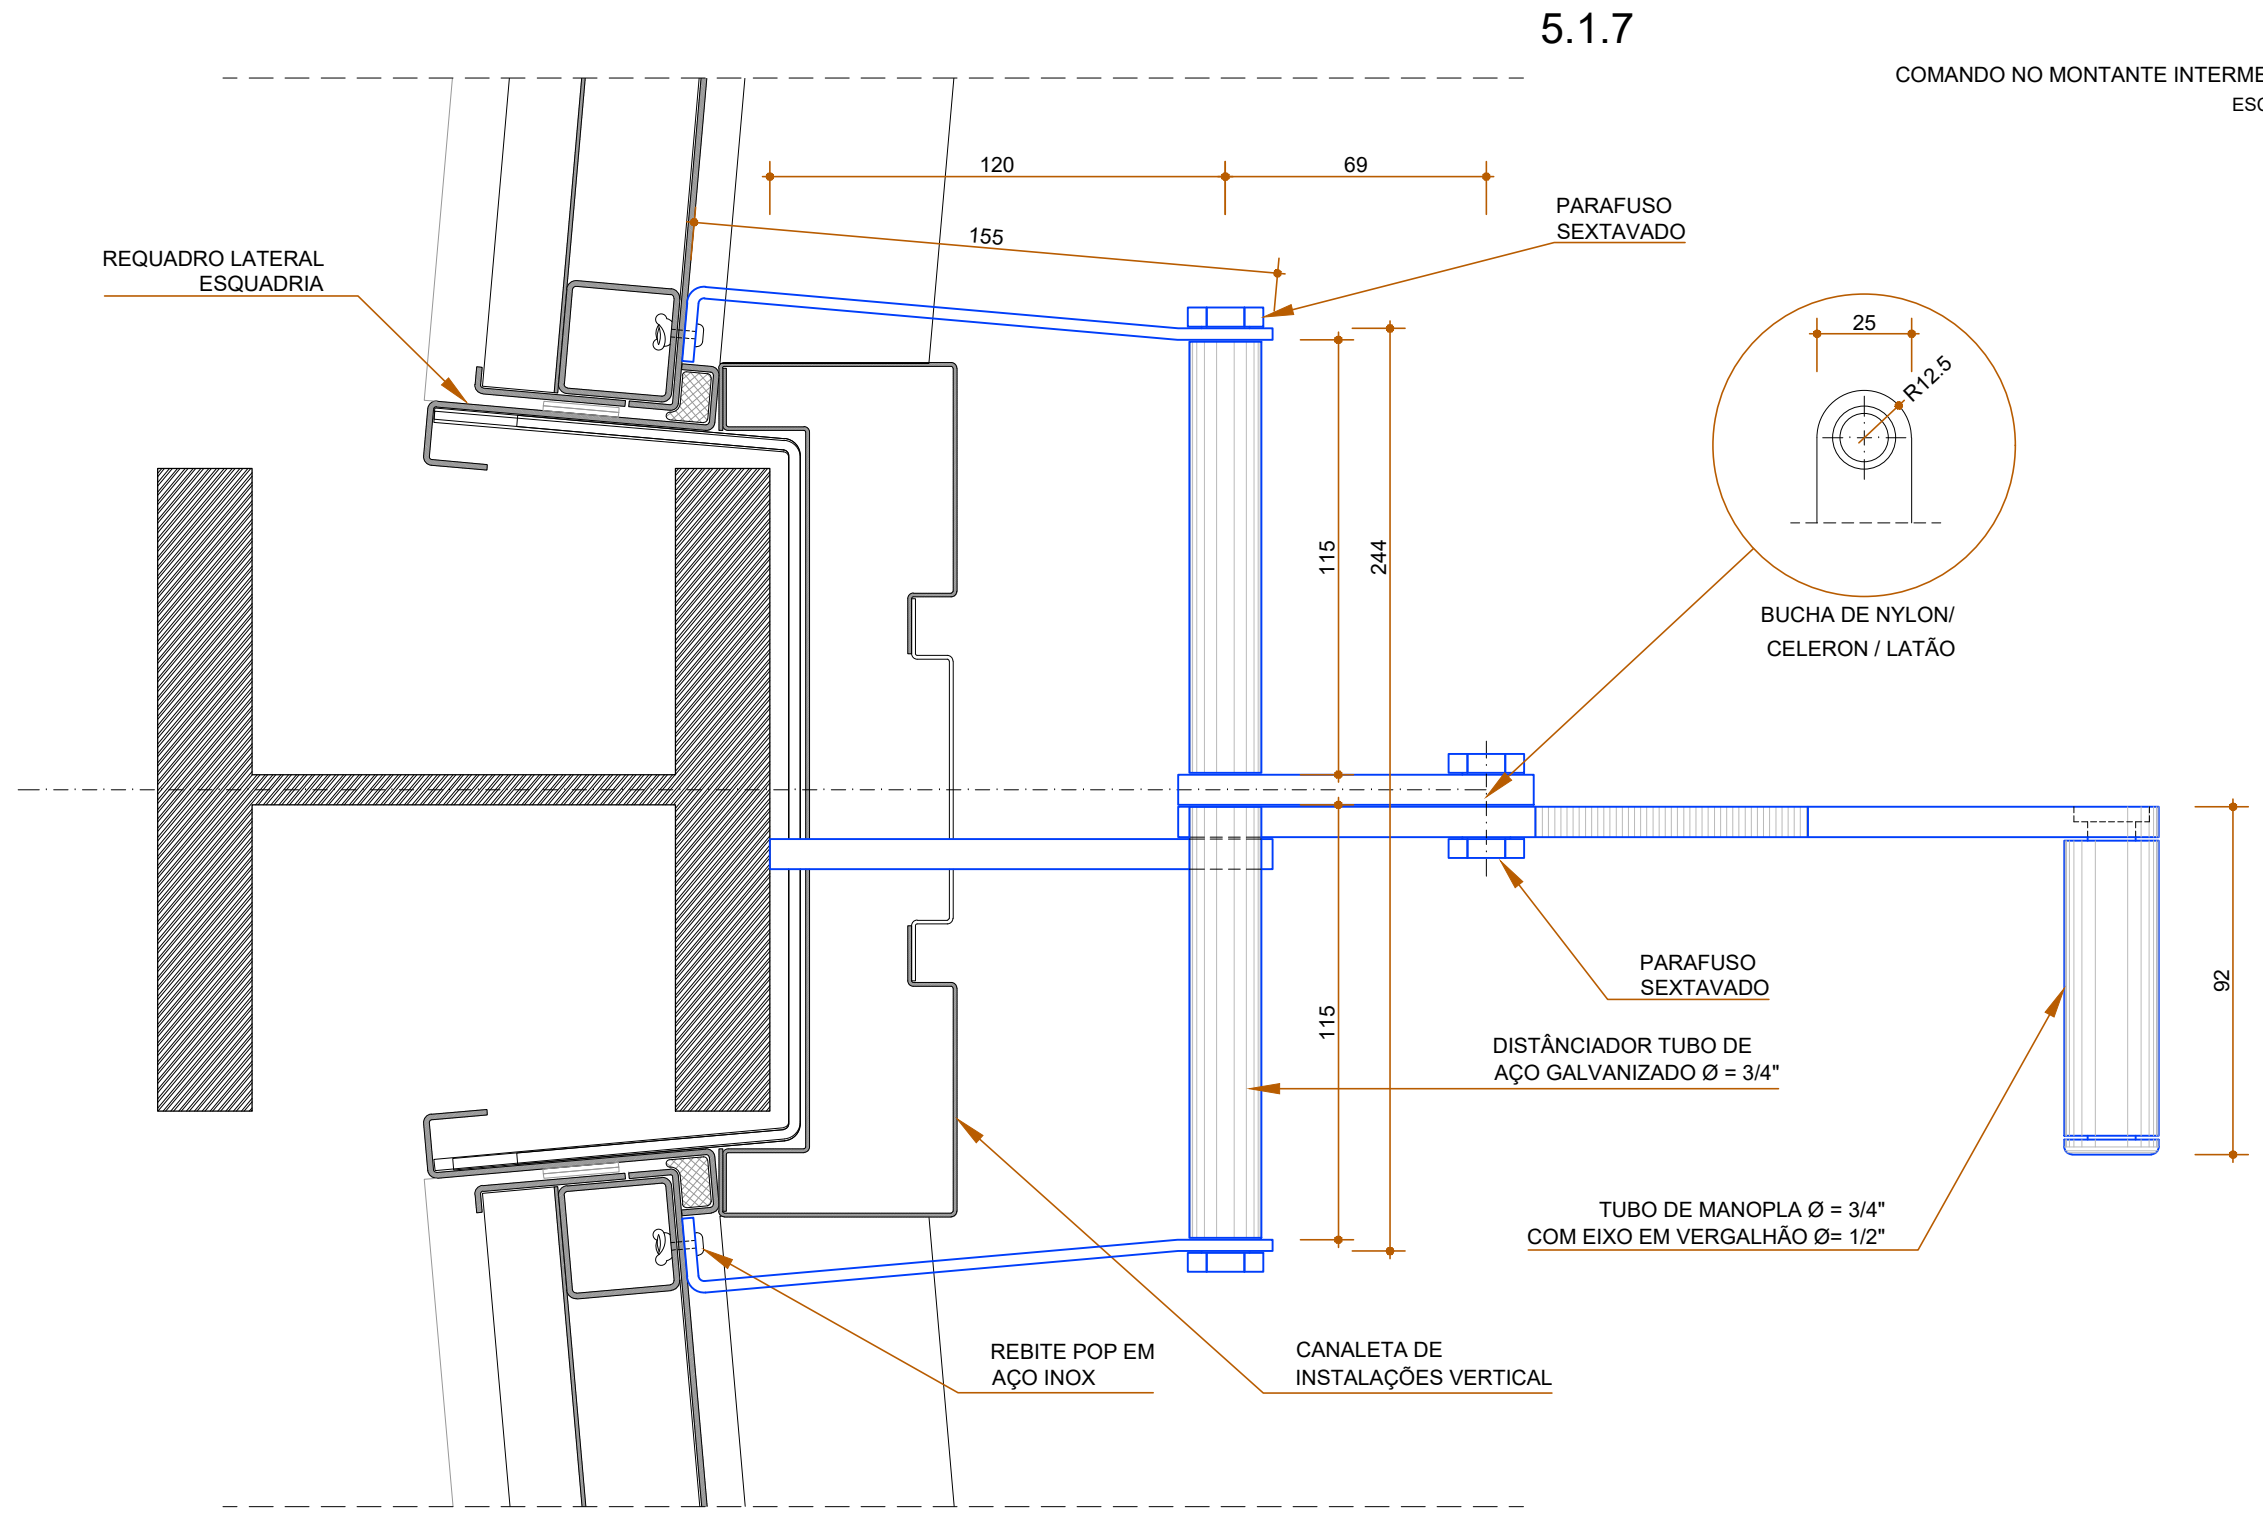 5.1.7
COMANDO NO MONTANTE INTERME
ESC
120
69
155
PARAFUSO
SEXTAVADO
REQUADRO LATERAL
ESQUADRIA
25
R12.5
115
244
BUCHA DE NYLON/
CELERON / LATÃO
PARAFUSO
SEXTAVADO
92
115
DISTÂNCIADOR TUBO DE
AÇO GALVANIZADO Ø = 3/4"
TUBO DE MANOPLA Ø = 3/4"
COM EIXO EM VERGALHÃO Ø= 1/2"
REBITE POP EM
AÇO INOX
CANALETA DE
INSTALAÇÕES VERTICAL